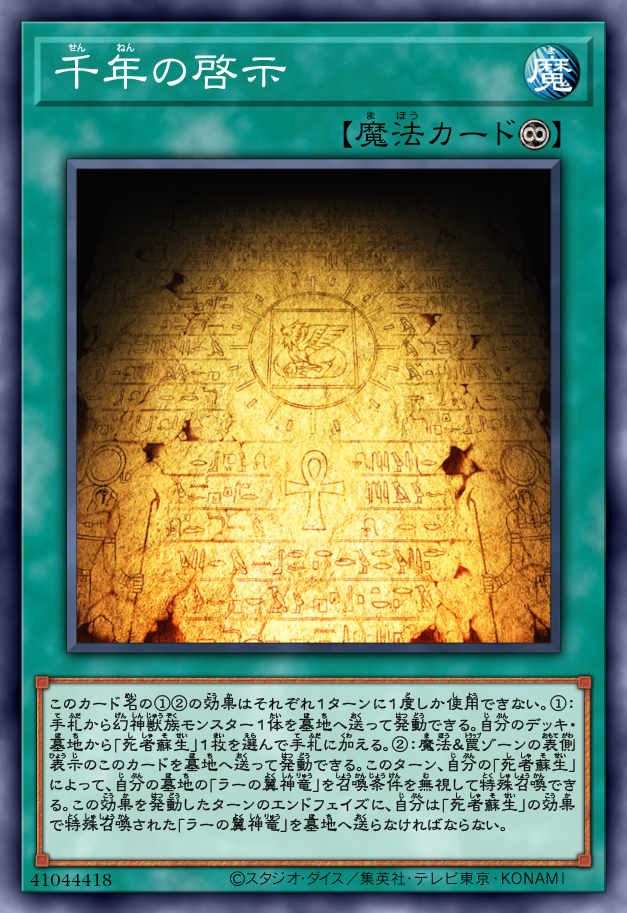 千年の啓示
魔
【魔法カード♾】
このカード名の①②の効果はそれぞれ1ターンに1度しか使用できない。①:
手札から幻神獣族モンスター1体を墓地へ送って発動できる。自分のデッキ・
墓地から「死者蘇生」1枚を選んで手札に加える。②:魔法&罠ゾーンの表側
表示のこのカードを墓地へ送って発動できる。このターン、自分の「死者蘇生」
によって、自分の墓地の「ラーの翼神竜」を召喚条件を無視して特殊召喚でき
る。この効果を発動したターンのエンドフェイズに、自分は「死者蘇生」の効果
で特殊召喚された「ラーの翼神竜」を墓地へ送らなければならない。
41044418
©スタジオ・ダイス/集英社・テレビ東京・KONAMI